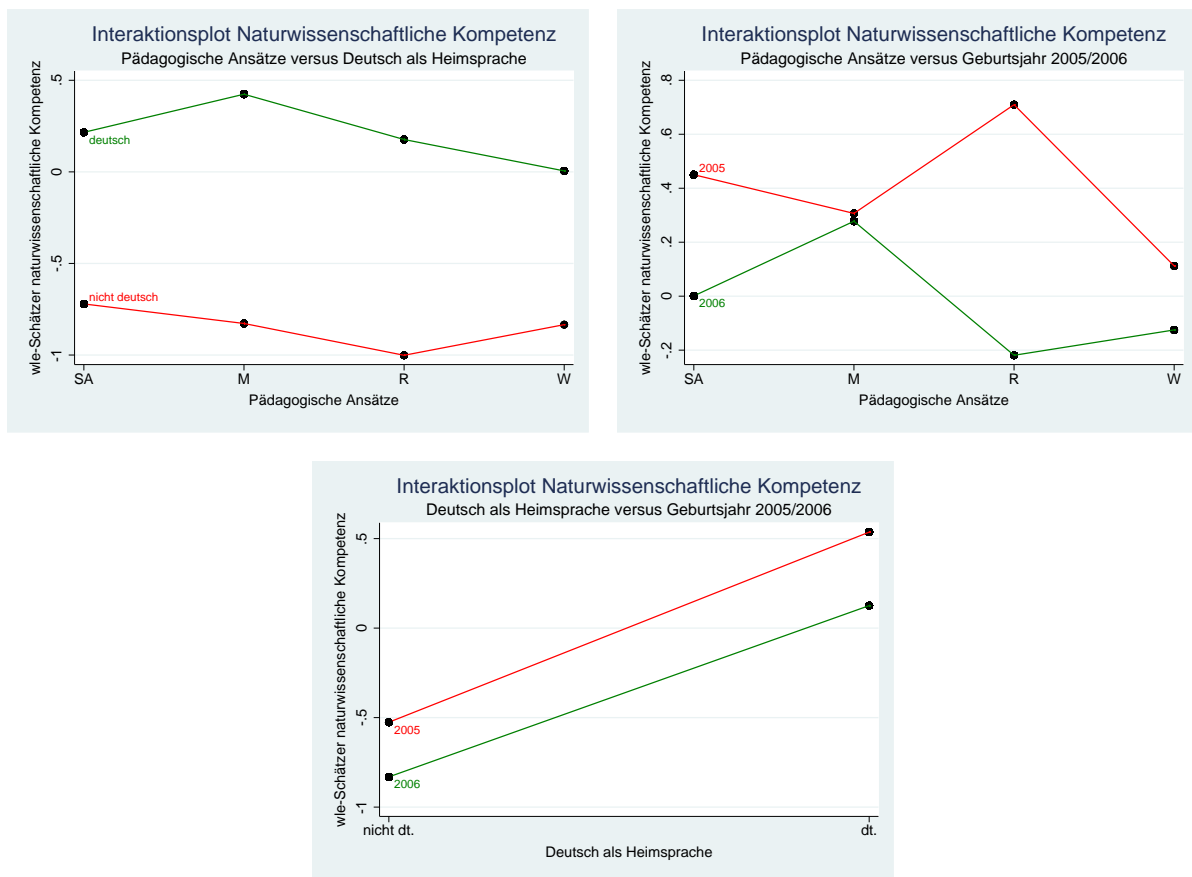 Interaktionsplot Naturwissenschaftliche Kompetenz
Pädagogische Ansätze versus Deutsch als Heimsprache
wle-Schätzer naturwissenschaftliche Kompetenz
.5
0
-.5
-1
deutsch
nicht deutsch
SA M R W
Pädagogische Ansätze
Interaktionsplot Naturwissenschaftliche Kompetenz
Pädagogische Ansätze versus Geburtsjahr 2005/2006
wle-Schätzer naturwissenschaftliche Kompetenz
.8
.6
.4
.2
0
-.2
2005
2006
SA M R W
Pädagogische Ansätze
Interaktionsplot Naturwissenschaftliche Kompetenz
Deutsch als Heimsprache versus Geburtsjahr 2005/2006
wle-Schätzer naturwissenschaftliche Kompetenz
.5
0
-.5
-1
2005
2006
nicht dt. dt.
Deutsch als Heimsprache